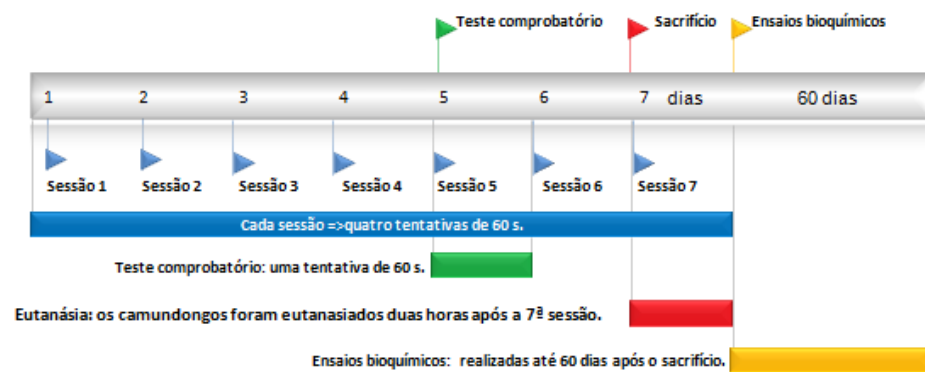 Teste comprobatório
Sacrifício
Ensaios bioquímicos
1 2 3 4 5 6 7 dias 60 dias
Sessão 1 Sessão 2 Sessão 3 Sessão 4 Sessão 5 Sessão 6 Sessão 7
Cada sessão =>quatro tentativas de 60 s.
Teste comprobatório: uma tentativa de 60 s.
Eutanásia: os camundongos foram eutanasiados duas horas após a 7ª sessão.
Ensaios bioquímicos: realizadas até 60 dias após o sacrifício.